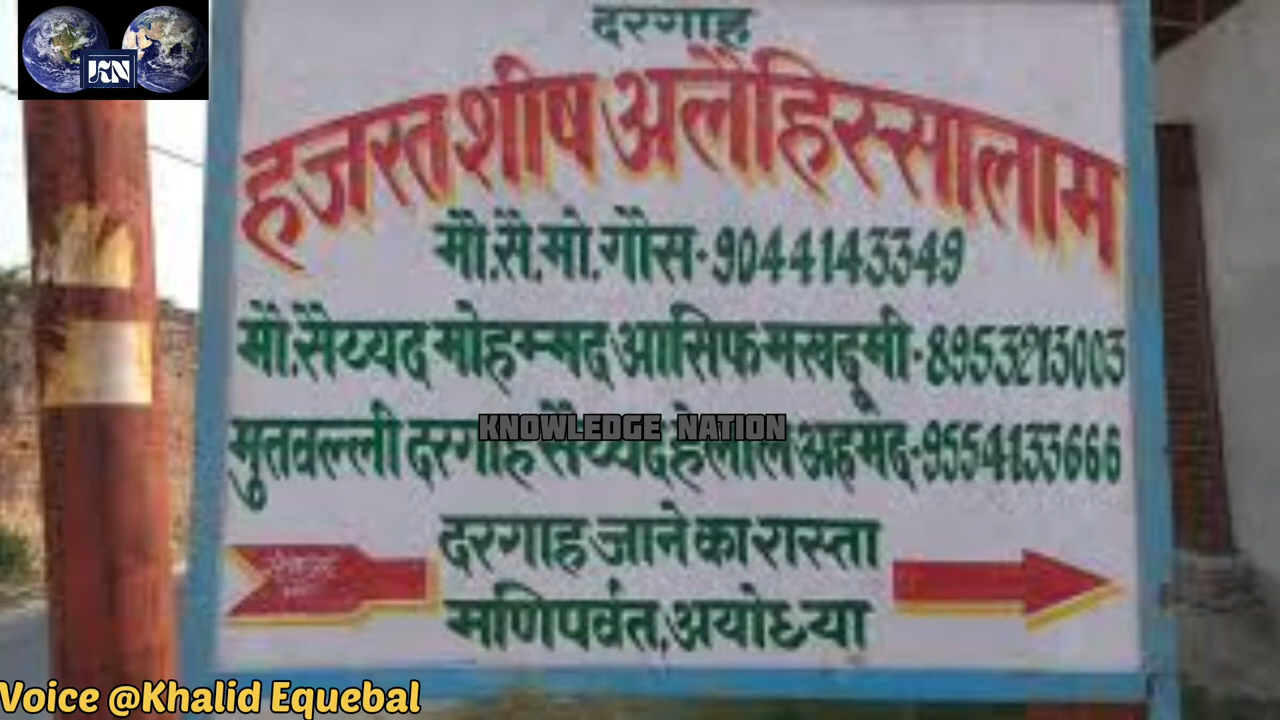 KN
दरगाह
हजरत शीष अलैहिस्सालाम
मौ.सै.मो.गौस-9044143349
मौ.सैय्यद मोहम्मद आसिफ मखदूमी-8953213003
मुतवल्ली दरगाह सैय्यद हेलाल अहमद-9554133666
KNOWLEDGE NATION
दरगाह जाने का रास्ता
मणिपर्वत,अयोध्या
Voice @Khalid Equebal